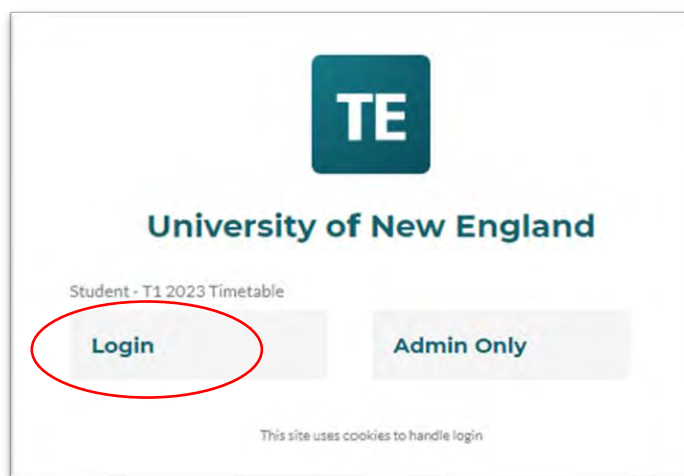 TE
University of New England
Student - T1 2023 Timetable
Login
Admin Only
This site uses cookies to handle login